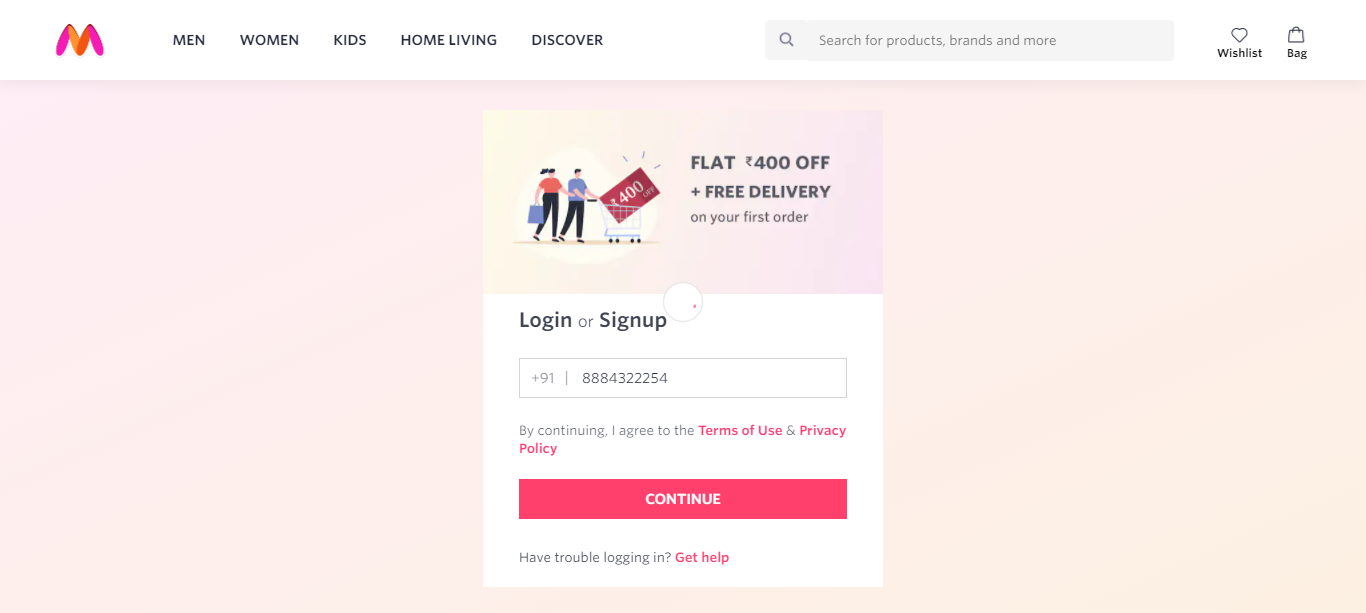 MEN WOMEN KIDS HOME LIVING DISCOVER Search for products, brands and more Wishlist Bag
FLAT ₹400 OFF
+ FREE DELIVERY
on your first order
₹400 OFF
Login or Signup
+91 | 8884322254
By continuing, I agree to the Terms of Use & Privacy
Policy
CONTINUE
Have trouble logging in? Get help